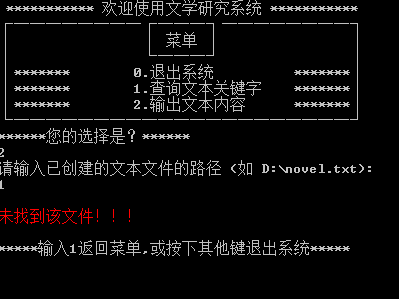 *********** 欢迎使用文学研究系统 ***********
菜单
******* 0.退出系统 *******
******* 1.查询文本关键字 *******
******* 2.输出文本内容 *******
******您的选择是？******
2
请输入已创建的文本文件的路径 (如 D:\novel.txt):
1
未找到该文件！！！
*****输入1返回菜单,或按下其他键退出系统*****